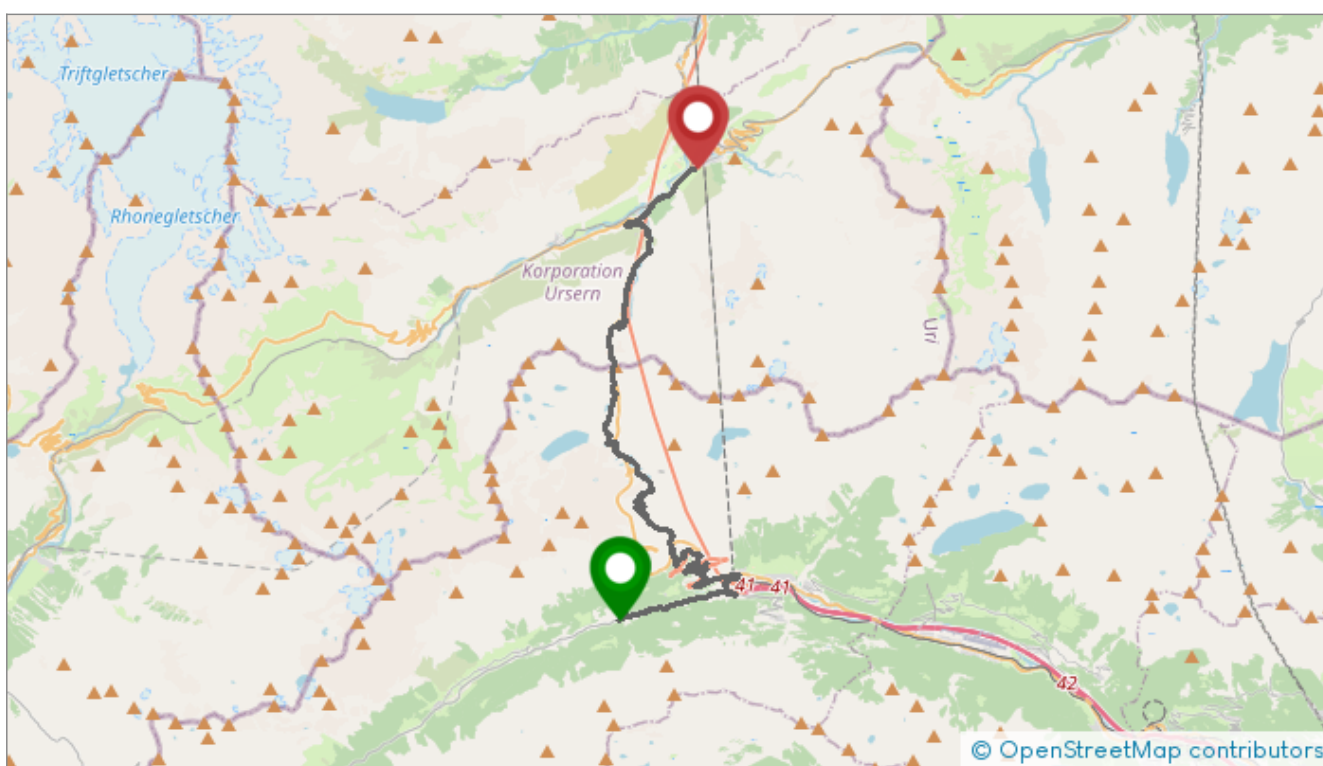 Triftgletscher
Rhonegletscher
Korporation
Ursern
Uri
41
41
42
© OpenStreetMap contributors